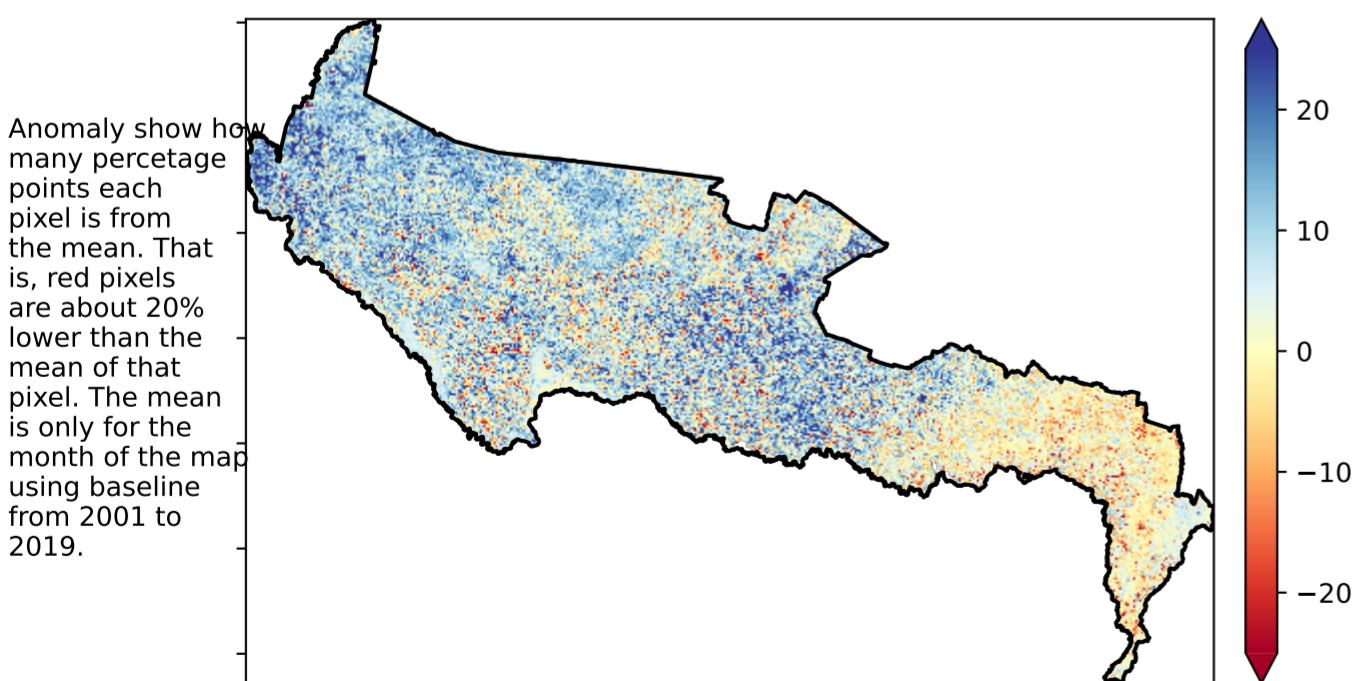 Anomaly show how
many percetage
points each
pixel is from
the mean. That
is, red pixels
are about 20%
lower than the
mean of that
pixel. The mean
is only for the
month of the map
using baseline
from 2001 to
2019.
20
10
0
−10
−20